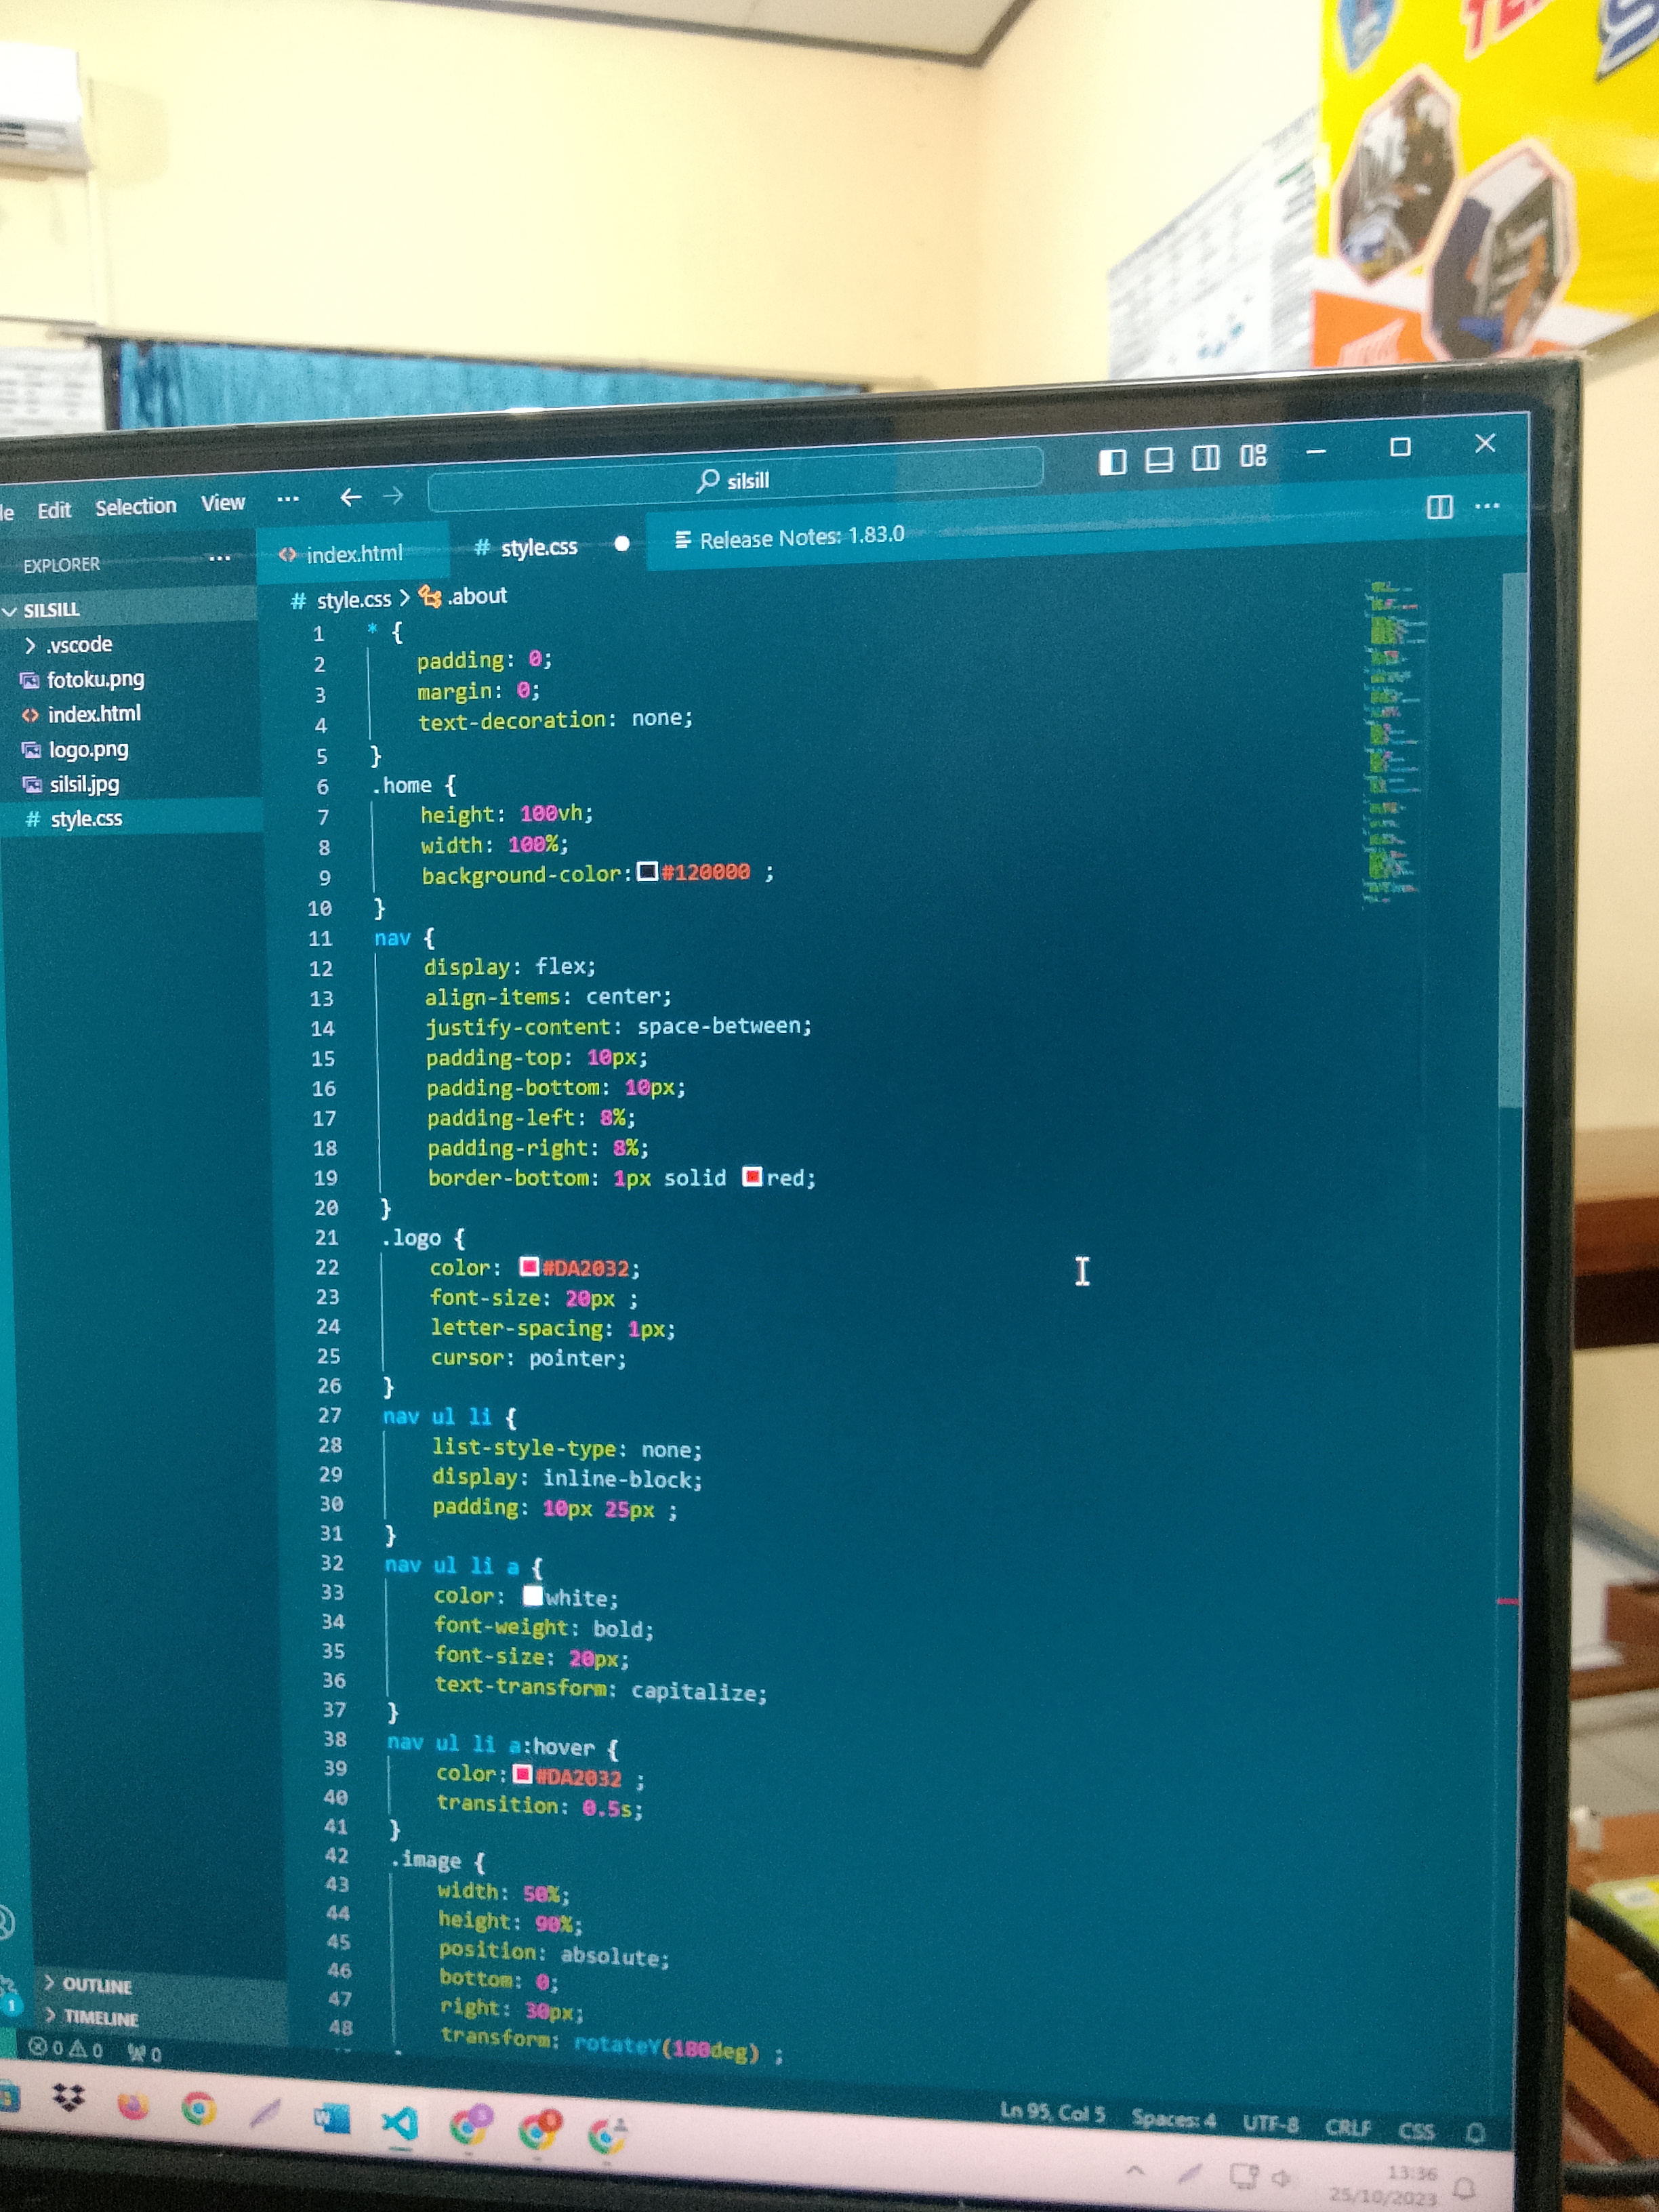 TE
le Edit Selection View ... silsill
EXPLORER ...
index.html
# style.css
Release Notes: 1.83.0
SILSILL
.vscode
fotoku.png
index.html
logo.png
silsil.jpg
# style.css
# style.css > .about
1 * {
2 padding: 0;
3 margin: 0;
4 text-decoration: none;
5 }
6 .home {
7 height: 100vh;
8 width: 100%;
9 background-color: #120000 ;
10 }
11 nav {
12 display: flex;
13 align-items: center;
14 justify-content: space-between;
15 padding-top: 10px;
16 padding-bottom: 10px;
17 padding-left: 8%;
18 padding-right: 8%;
19 border-bottom: 1px solid red;
20 }
21 .logo {
22 color: #DA2032;
23 font-size: 20px ;
24 letter-spacing: 1px;
25 cursor: pointer;
26 }
27 nav ul li {
28 list-style-type: none;
29 display: inline-block;
30 padding: 10px 25px ;
31 }
32 nav ul li a {
33 color: white;
34 font-weight: bold;
35 font-size: 20px;
36 text-transform: capitalize;
37 }
38 nav ul li a:hover {
39 color: #DA2032 ;
40 transition: 0.5s;
41 }
42 .image {
43 width: 50%;
44 height: 90%;
45 position: absolute;
46 bottom: 0;
47 right: 30px;
48 transform: rotateY(180deg) ;
OUTLINE
TIMELINE
1
0 0 0
Ln 95, Col 5 Spaces: 4 UTF-8 CRLF CSS
13:36
25/10/2023